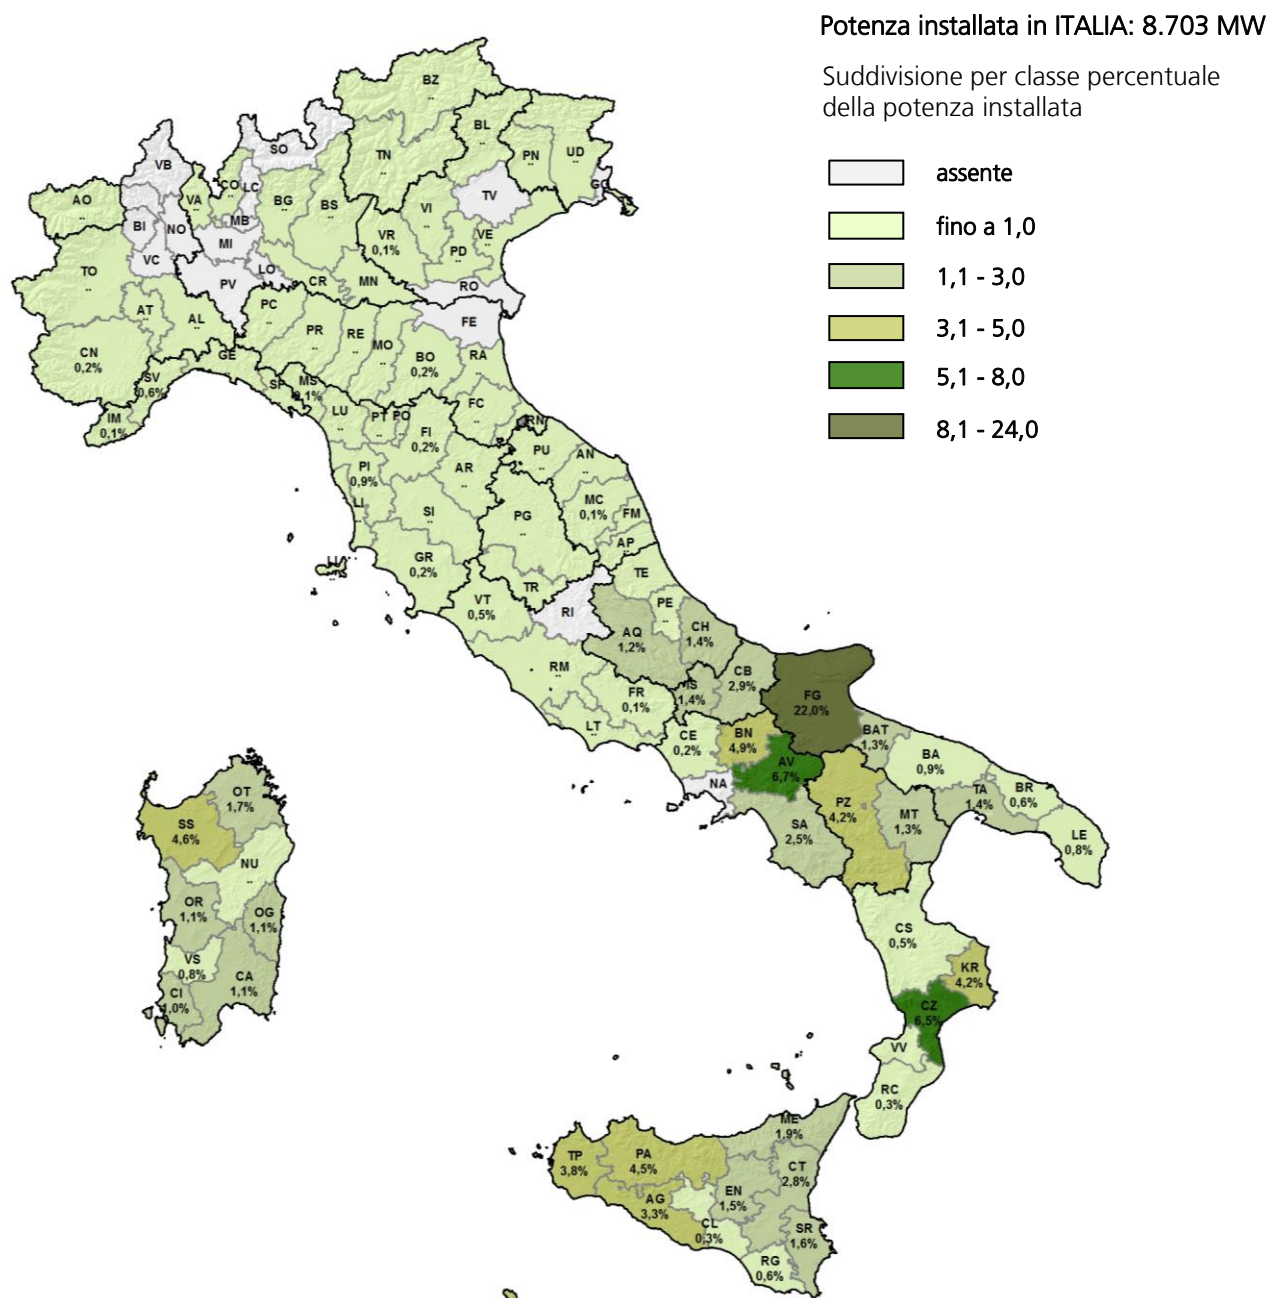 Potenza installata in ITALIA: 8.703 MW
Suddivisione per classe percentuale
della potenza installata
assente
fino a 1,0
1,1 - 3,0
3,1 - 5,0
5,1 - 8,0
8,1 - 24,0
BZ
..
BL
..
SO
TN
..
PN
..
UD
..
VB
GO
CO
..
LC
TV
AO
..
VA
..
BG
..
BS
..
VI
..
MB
BI
NO
MI
VR
0,1%
VE
..
PD
..
VC
LO
TO
..
PV
CR
MN
RO
AT
..
AL
..
PC
..
FE
PR
..
RE
..
MO
..
CN
0,2%
GE
BO
0,2%
RA
..
SV
0,6%
SP
MS
0,1%
IM
0,1%
LU
..
PT
..
PO
..
FC
..
RN
FI
0,2%
PU
..
AN
..
PI
0,9%
AR
..
LI
..
SI
..
PG
..
MC
0,1%
FM
..
AP
..
GR
0,2%
LI
..
TE
..
TR
..
VT
0,5%
RI
PE
..
AQ
1,2%
CH
1,4%
RM
..
CB
2,9%
FR
0,1%
IS
1,4%
FG
22,0%
LT
..
CE
0,2%
BN
4,9%
BAT
1,3%
BA
0,9%
AV
6,7%
NA
BR
0,6%
TA
1,4%
OT
1,7%
PZ
4,2%
MT
1,3%
SS
4,6%
SA
2,5%
LE
0,8%
NU
..
OR
1,1%
OG
1,1%
CS
0,5%
VS
0,8%
CA
1,1%
KR
4,2%
CI
1,0%
CZ
6,5%
VV
RC
0,3%
ME
1,9%
TP
3,8%
PA
4,5%
CT
2,8%
AG
3,3%
EN
1,5%
CL
0,3%
SR
1,6%
RG
0,6%